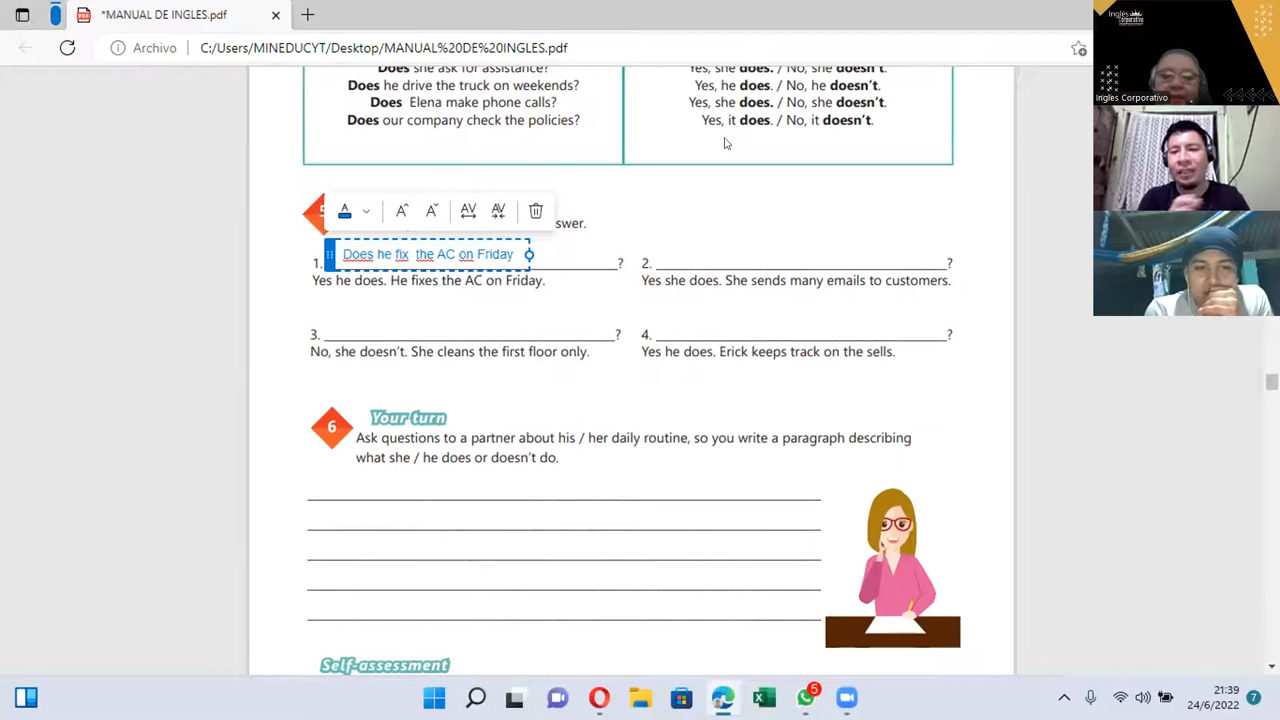 *MANUAL DE INGLES.pdf
Archivo
C:/Users/MINEDUCYT/Desktop/MANUAL%20DE%20INGLES.pdf
Does she ask for assistance?
Yes, she does. / No, she doesn't.
Does he drive the truck on weekends?
Yes, he does. / No, he doesn't.
Does Elena make phone calls?
Yes, she does. / No, she doesn't.
Does our company check the policies?
Yes, it does. / No, it doesn't.
swer.
1. Does he fix the AC on Friday ?
Yes he does. He fixes the AC on Friday.
2. ?
Yes she does. She sends many emails to customers.
3. ?
No, she doesn't. She cleans the first floor only.
4. ?
Yes he does. Erick keeps track on the sells.
6
Your turn
Ask questions to a partner about his / her daily routine, so you write a paragraph describing
what she / he does or doesn't do.
Self-assessment
Inglés
Corporativo
Ingles Corporativo
5
21:39
24/6/2022
7